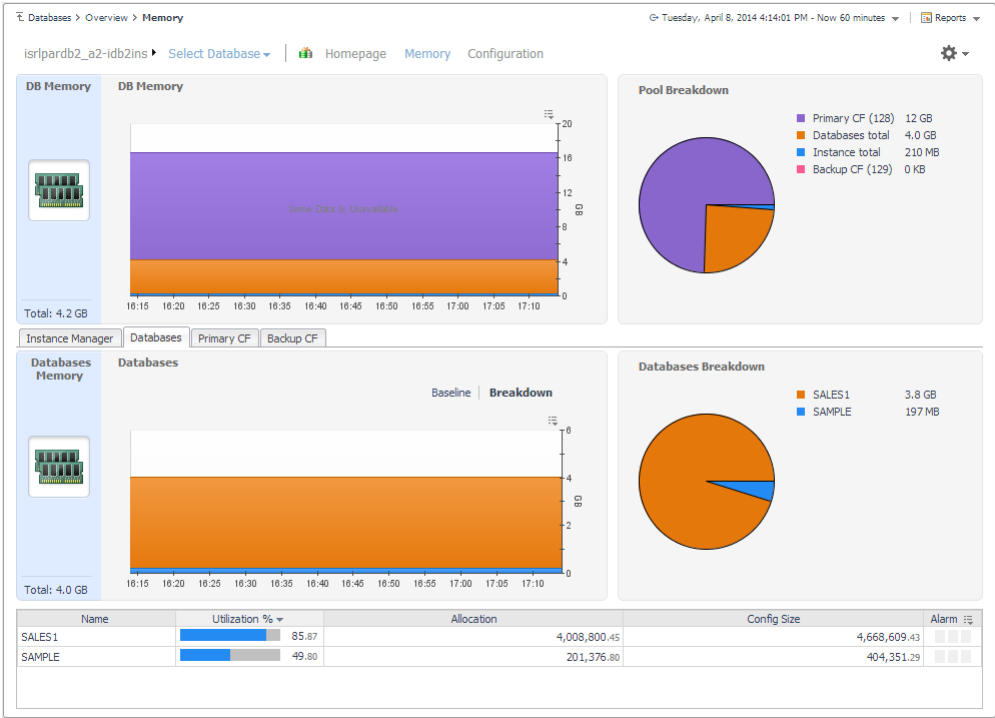 Databases > Overview > Memory
Tuesday, April 8, 2014 4:14:01 PM - Now 60 minutes | Reports
isrlpardb2_a2-idb2ins Select Database | Homepage Memory Configuration
DB Memory
Total: 4.2 GB
DB Memory
20
16
12
8
4
0
GB
Some Data is Unavailable
16:15 16:20 16:25 16:30 16:35 16:40 16:45 16:50 16:55 17:00 17:05 17:10
Pool Breakdown
Primary CF (128) 12 GB
Databases total 4.0 GB
Instance total 210 MB
Backup CF (129) 0 KB
Instance Manager Databases Primary CF Backup CF
Databases
Memory
Total: 4.0 GB
Databases
Baseline | Breakdown
6
4
2
0
GB
16:15 16:20 16:25 16:30 16:35 16:40 16:45 16:50 16:55 17:00 17:05 17:10
Databases Breakdown
SALES1 3.8 GB
SAMPLE 197 MB
Name Utilization % Allocation Config Size Alarm
SALES1 85.87 4,008,800.45 4,668,609.43
SAMPLE 49.80 201,376.80 404,351.29